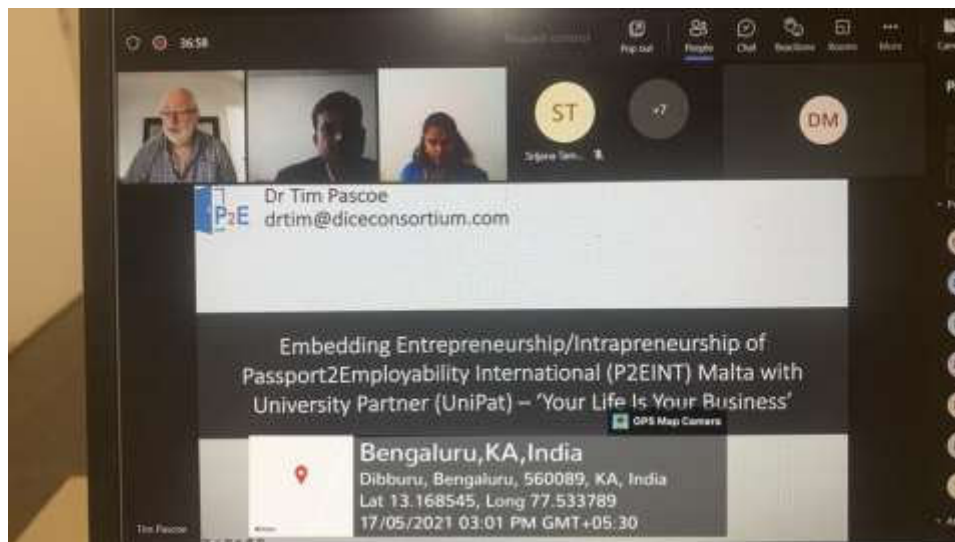 36:58
Pop out
People
Chat
Reactions
Rooms
More
ST
+7
DM
P2E
Dr Tim Pascoe
drtim@diceconsortium.com
Embedding Entrepreneurship/Intrapreneurship of
Passport2Employability International (P2EINT) Malta with
University Partner (UniPat) – ‘Your Life Is Your Business’
GPS Map Camera
Bengaluru,KA,India
Dibburu, Bengaluru, 560089, KA, India
Lat 13.168545, Long 77.533789
17/05/2021 03:01 PM GMT+05:30
Tim Pascoe